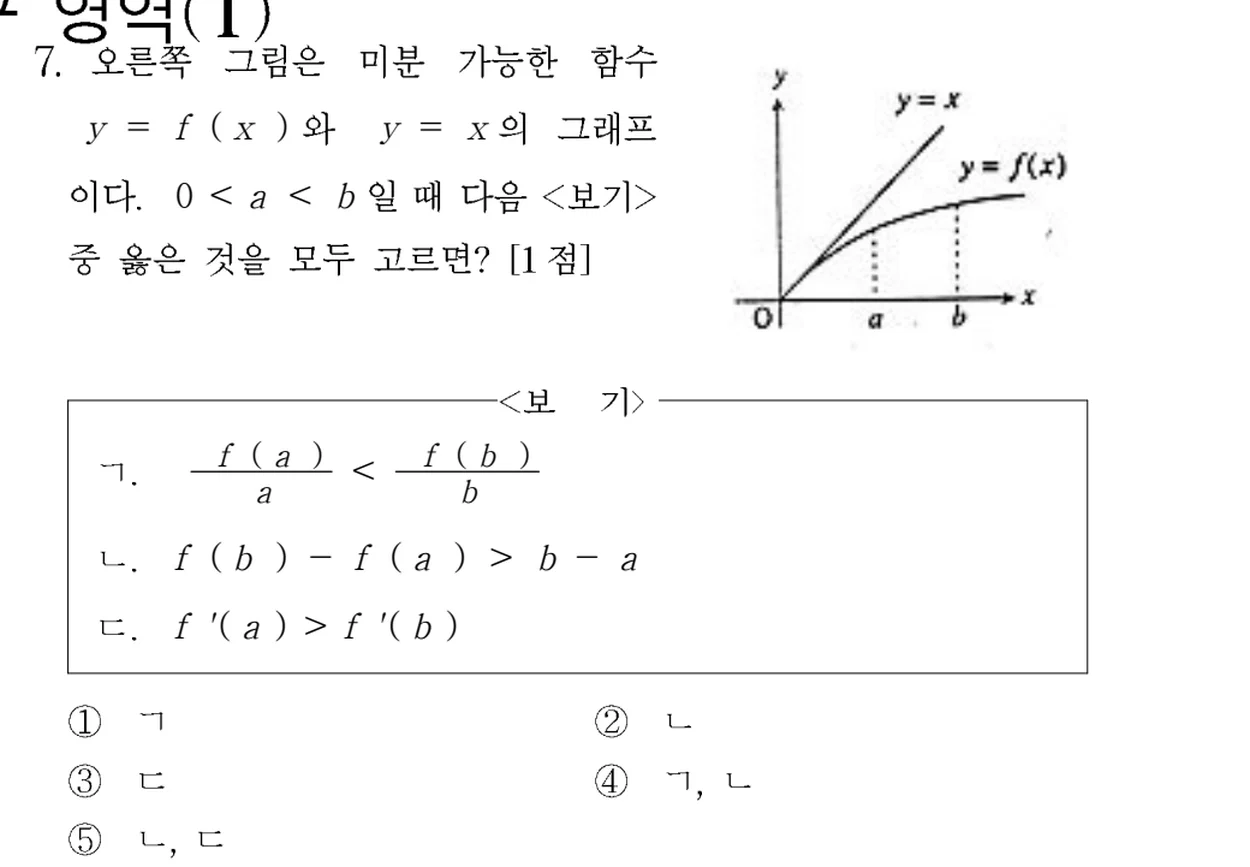 영역(1)
7. 오른쪽 그림은 미분 가능한 함수
y = f ( x )와 y = x의 그래프
이다. 0 < a < b일 때 다음 <보기>
중 옳은 것을 모두 고르면? [1점]
y
y = x
y = f(x)
x
O
a
b
<보 기>
ㄱ. f ( a ) / a < f ( b ) / b
ㄴ. f ( b ) - f ( a ) > b - a
ㄷ. f '( a ) > f '( b )
① ㄱ ② ㄴ
③ ㄷ ④ ㄱ, ㄴ
⑤ ㄴ, ㄷ